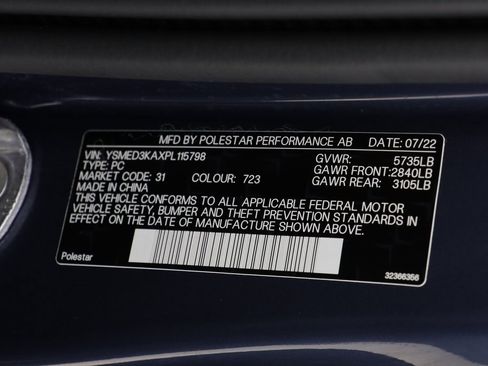 MFD BY POLESTAR PERFORMANCE AB DATE: 07/22
VIN: YSMED3KAXPL115798 GVWR: 5735LB
TYPE: PC GAWR FRONT: 2840LB
MARKET CODE: 31 COLOUR: 723 GAWR REAR: 3105LB
MADE IN CHINA
THIS VEHICLE CONFORMS TO ALL APPLICABLE FEDERAL MOTOR
VEHICLE SAFETY, BUMPER AND THEFT PREVENTION STANDARDS IN
EFFECT ON THE DATE OF MANUFACTURE SHOWN ABOVE.
Polestar 32366356